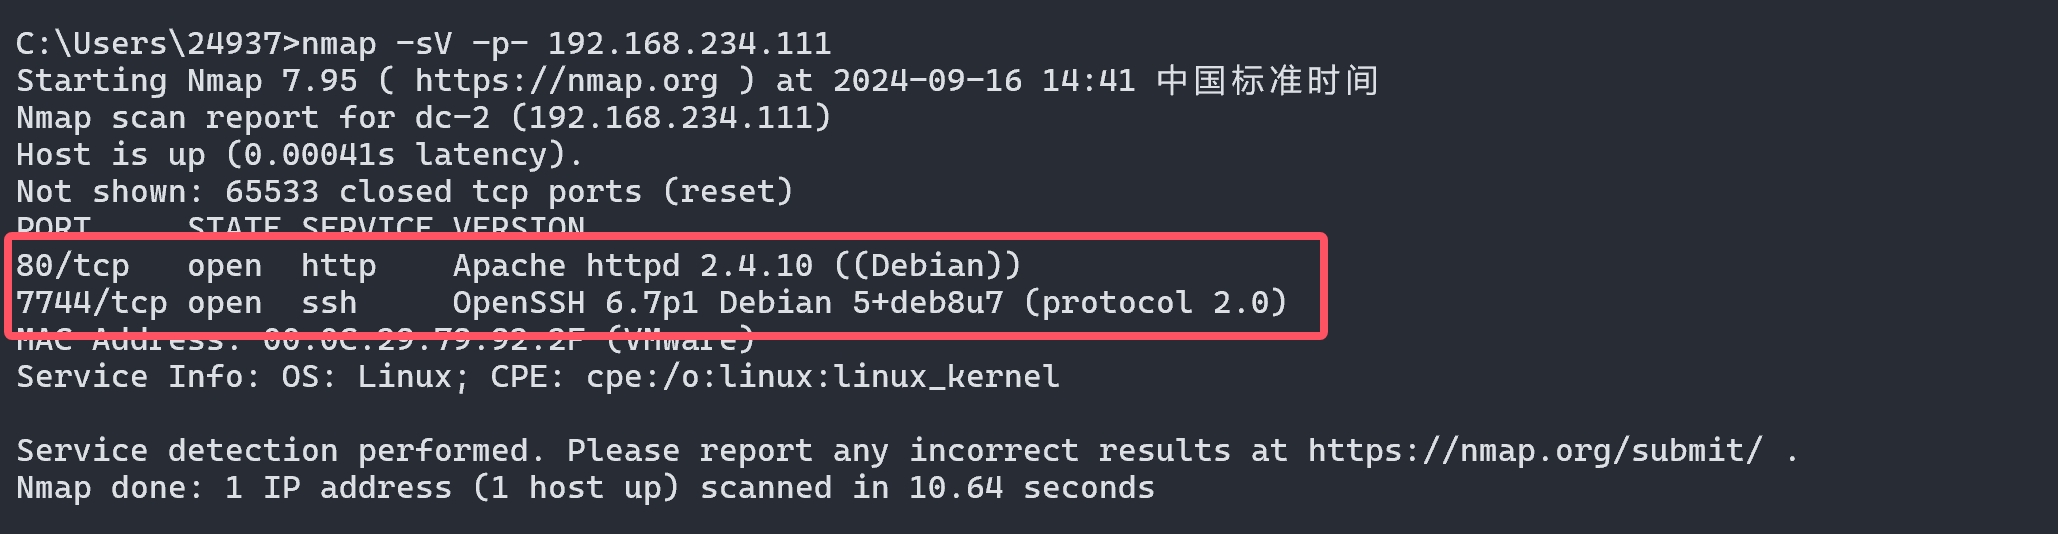 C:\Users\24937>nmap -sV -p- 192.168.234.111
Starting Nmap 7.95 ( https://nmap.org ) at 2024-09-16 14:41 中国标准时间
Nmap scan report for dc-2 (192.168.234.111)
Host is up (0.00041s latency).
Not shown: 65533 closed tcp ports (reset)
PORT     STATE SERVICE VERSION
80/tcp   open  http    Apache httpd 2.4.10 ((Debian))
7744/tcp open  ssh     OpenSSH 6.7p1 Debian 5+deb8u7 (protocol 2.0)
MAC Address: 00:0C:29:79:92:2F (VMware)
Service Info: OS: Linux; CPE: cpe:/o:linux:linux_kernel
Service detection performed. Please report any incorrect results at https://nmap.org/submit/ .
Nmap done: 1 IP address (1 host up) scanned in 10.64 seconds